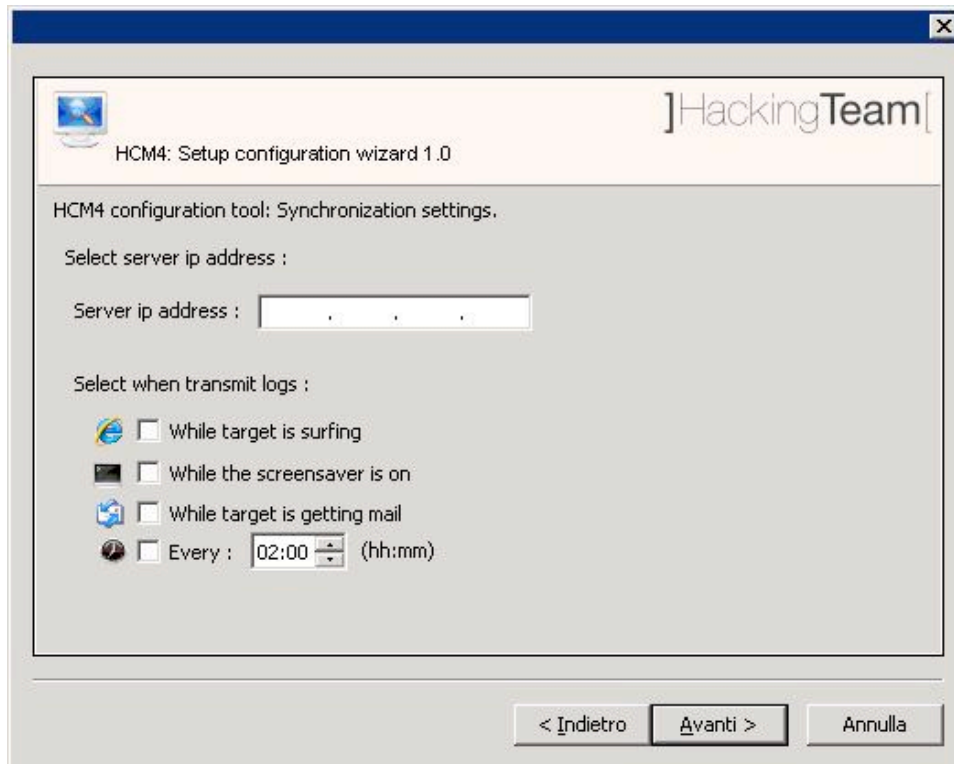 ]HackingTeam[
HCM4: Setup configuration wizard 1.0
HCM4 configuration tool: Synchronization settings.
Select server ip address :
Server ip address : . . .
Select when transmit logs :
While target is surfing
While the screensaver is on
While target is getting mail
Every : 02:00 (hh:mm)
< Indietro Avanti > Annulla